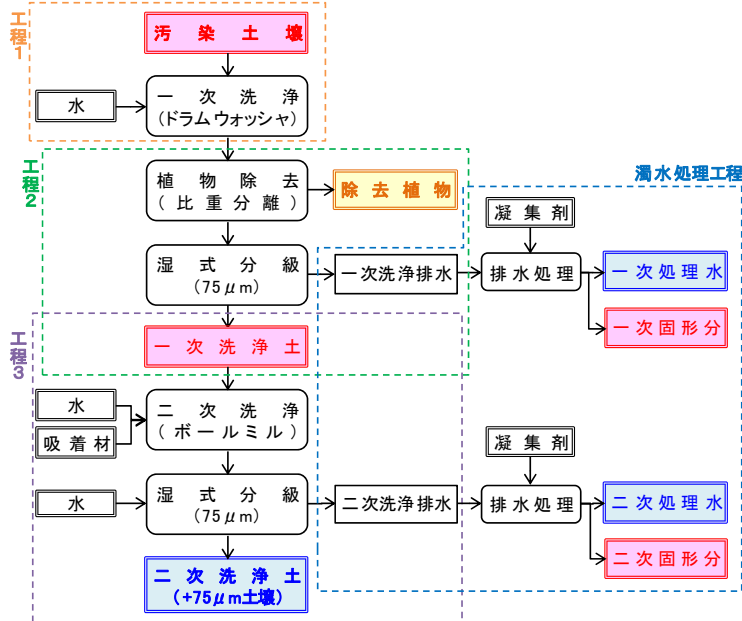 工程1
汚染土壌
水
一次洗浄
（ドラムウォッシャ）
工程2
植物除去
（比重分離）
除去植物
濁水処理工程
凝集剤
湿式分級
（75μm）
一次洗浄排水
排水処理
一次処理水
一次固形分
工程3
一次洗浄土
水
吸着材
二次洗浄
（ボールミル）
凝集剤
水
湿式分級
（75μm）
二次洗浄排水
排水処理
二次処理水
二次固形分
二次洗浄土
（+75μm土壌）